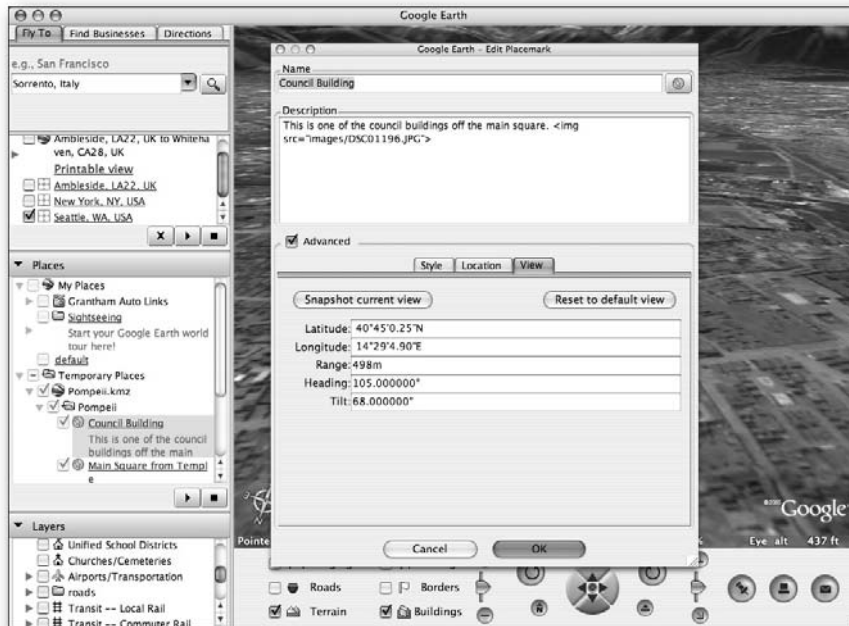 Google Earth
Fly To
Find Businesses
Directions
e.g., San Francisco
Sorrento, Italy
Ambleside, LA22, UK to Whiteha
ven, CA28, UK
Printable view
Ambleside, LA22, UK
New York, NY, USA
Seattle, WA, USA
Places
My Places
Grantham Auto Links
Sightseeing
Start your Google Earth world
tour here!
default
Temporary Places
Pompeii.kmz
Pompeii
Council Building
This is one of the council
buildings off the main
Main Square from Templ
e
Layers
Unified School Districts
Churches/Cemeteries
Airports/Transportation
roads
Transit -- Local Rail
Transit -- Commuter Rail
Google Earth - Edit Placemark
Name
Council Building
Description
This is one of the council buildings off the main square. <img
src="images/DSC01196.JPG">
Advanced
Style
Location
View
Snapshot current view
Reset to default view
Latitude: 40°45'0.25"N
Longitude: 14°29'4.90"E
Range: 498m
Heading: 105.000000°
Tilt: 68.000000°
Cancel
OK
N
Google
Pointe
Eye alt 437 ft
Roads
Borders
Terrain
Buildings